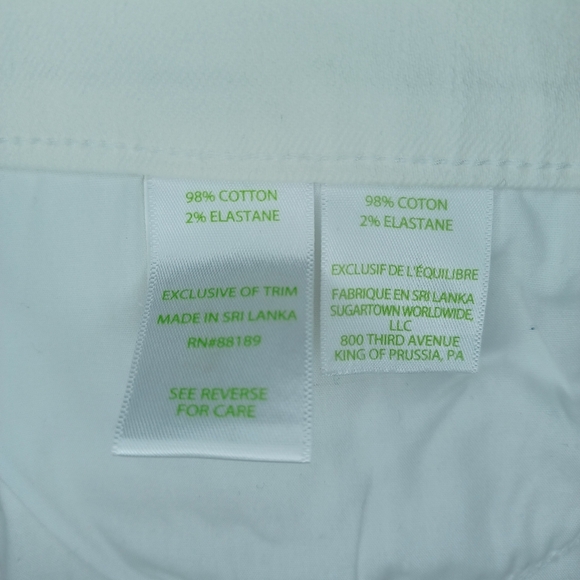 98% COTTON
2% ELASTANE
EXCLUSIVE OF TRIM
MADE IN SRI LANKA
RN#88189
SEE REVERSE
FOR CARE
98% COTON
2% ELASTANE
EXCLUSIF DE L'ÉQUILIBRE
FABRIQUE EN SRI LANKA
SUGARTOWN WORLDWIDE,
LLC
800 THIRD AVENUE
KING OF PRUSSIA, PA